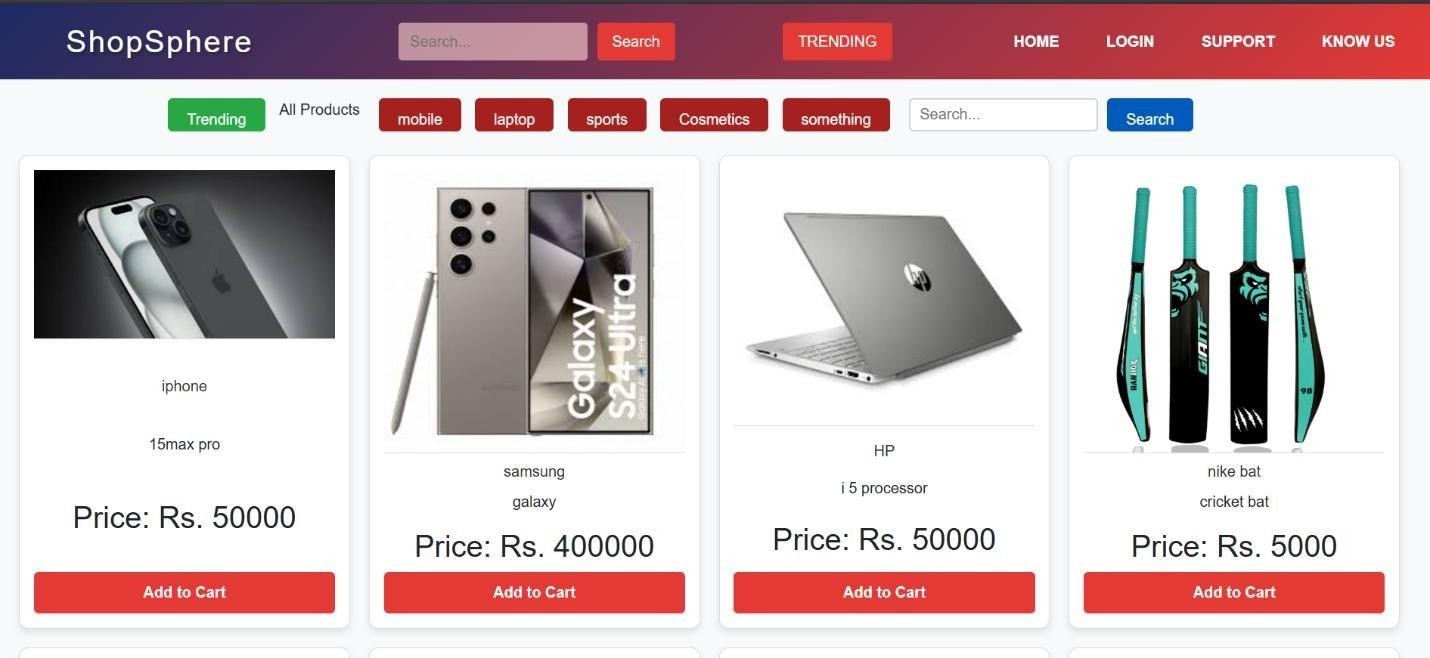 ShopSphere
Search...
Search
TRENDING
HOME
LOGIN
SUPPORT
KNOW US
Trending
All Products
mobile
laptop
sports
Cosmetics
something
Search...
Search
iphone
15max pro
Price: Rs. 50000
Add to Cart
Galaxy
S24 Ultra
samsung
galaxy
Price: Rs. 400000
Add to Cart
hp
HP
i 5 processor
Price: Rs. 50000
Add to Cart
GIANT
98
nike bat
cricket bat
Price: Rs. 5000
Add to Cart